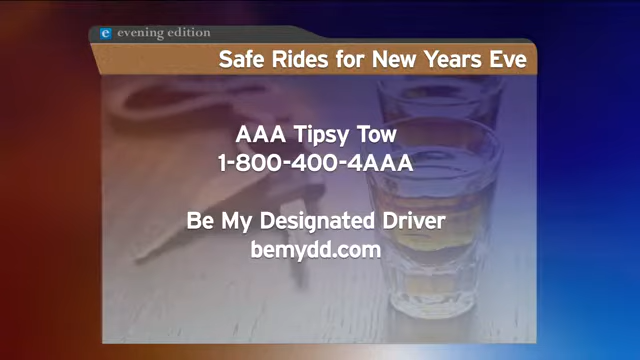 e evening edition
Safe Rides for New Years Eve
AAA Tipsy Tow
1-800-400-4AAA
Be My Designated Driver
bemydd.com